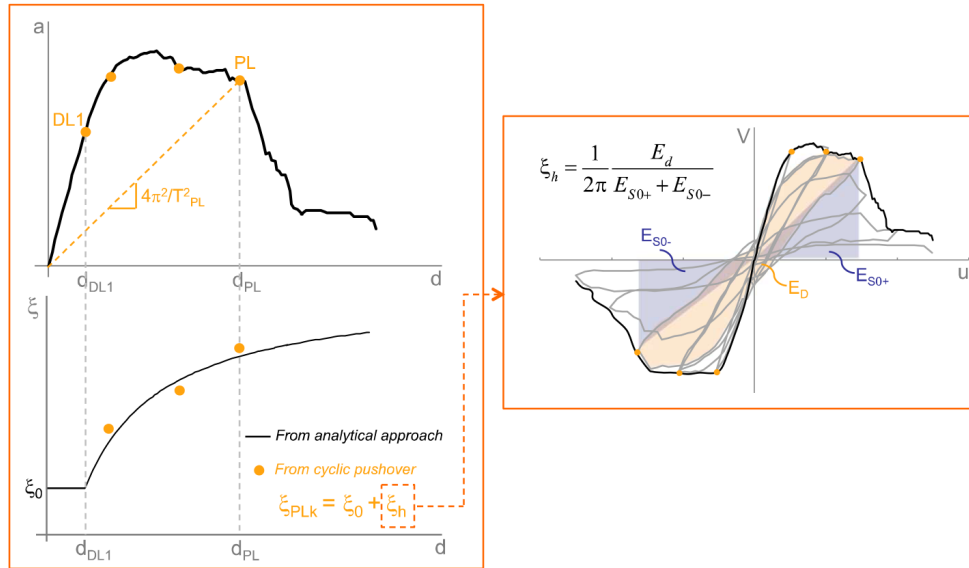 a
PL
DL1
4π²/T²PL
dDL1
dPL
d
ξ
From analytical approach
From cyclic pushover
ξ0
ξPLk = ξ0 + ξh
dDL1
dPL
d
V
ξh = 1/2π Ed/ES0+ + ES0−
ES0-
u
ED
ES0+